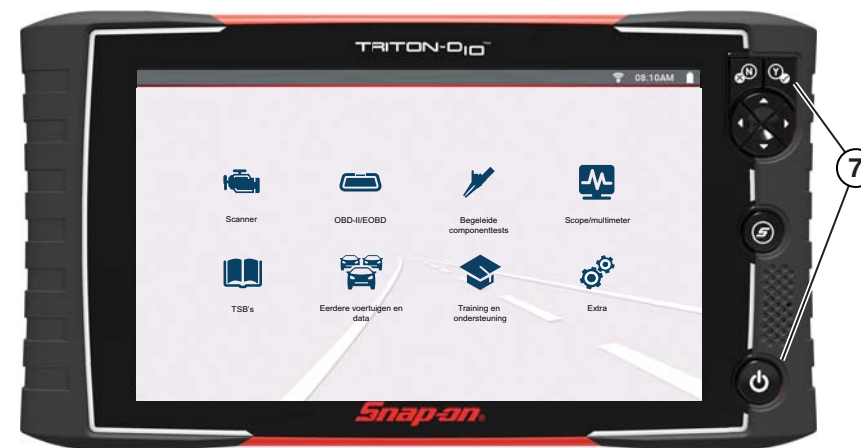 TRITON-D10™
08:10AM
N
Y
Scanner
OBD-II/EOBD
Begeleide
componenttests
Scope/multimeter
TSB's
Eerdere voertuigen en
data
Training en
ondersteuning
Extra
7
S
Snap-on®